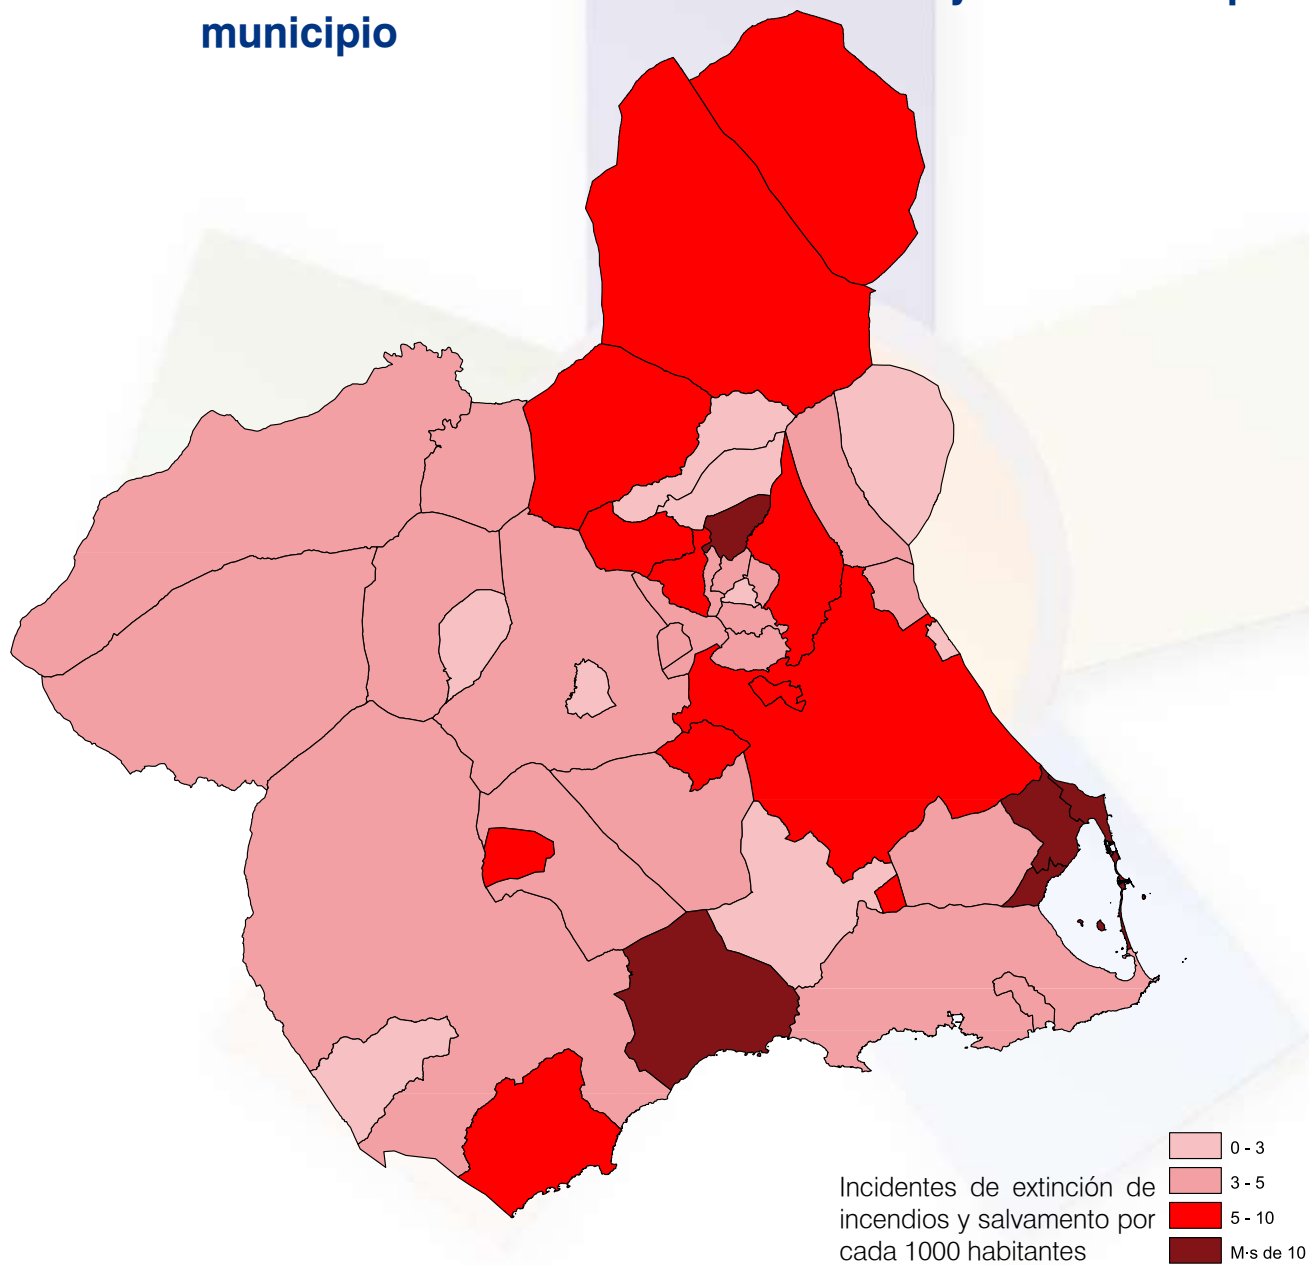 municipio
Incidentes de extinción de
incendios y salvamento por
cada 1000 habitantes
0 - 3
3 - 5
5 - 10
M·s de 10